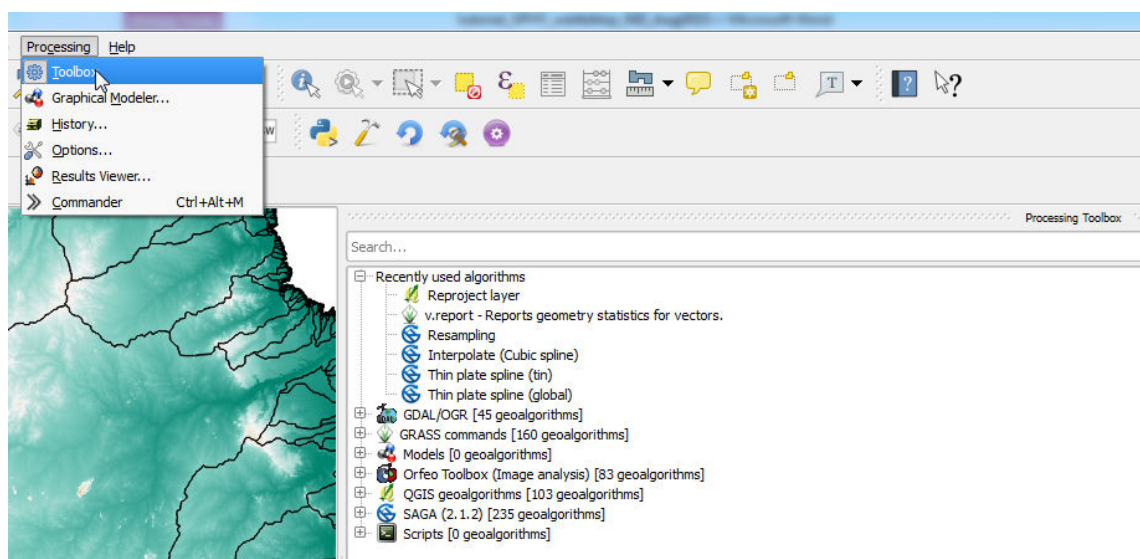 Processing Help
Toolbox
Graphical Modeler...
History...
Options...
Results Viewer...
Commander Ctrl+Alt+M
Processing Toolbox
Search...
Recently used algorithms
Reproject layer
v.report - Reports geometry statistics for vectors.
Resampling
Interpolate (Cubic spline)
Thin plate spline (tin)
Thin plate spline (global)
GDAL/OGR [45 geoalgorithms]
GRASS commands [160 geoalgorithms]
Models [0 geoalgorithms]
Orfeo Toolbox (Image analysis) [83 geoalgorithms]
QGIS geoalgorithms [103 geoalgorithms]
SAGA (2.1.2) [235 geoalgorithms]
Scripts [0 geoalgorithms]